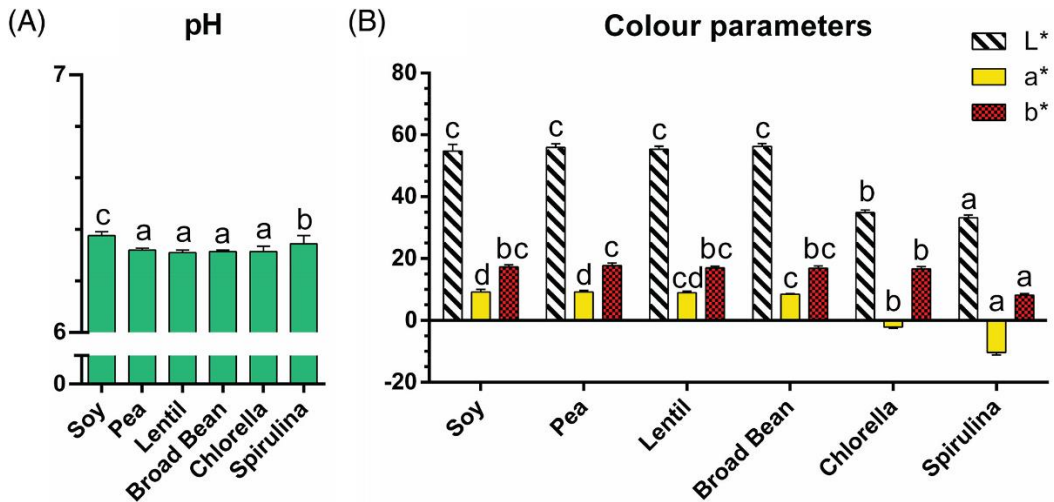 (A)
pH
7
6
0
c a a a a b
Soy Pea Lentil Broad Bean Chlorella Spirulina
(B)
Colour parameters
L*
a*
b*
80
60
40
20
0
-20
c d bc
c d c
c cd bc
c c bc
b b b
a a a
Soy Pea Lentil Broad Bean Chlorella Spirulina